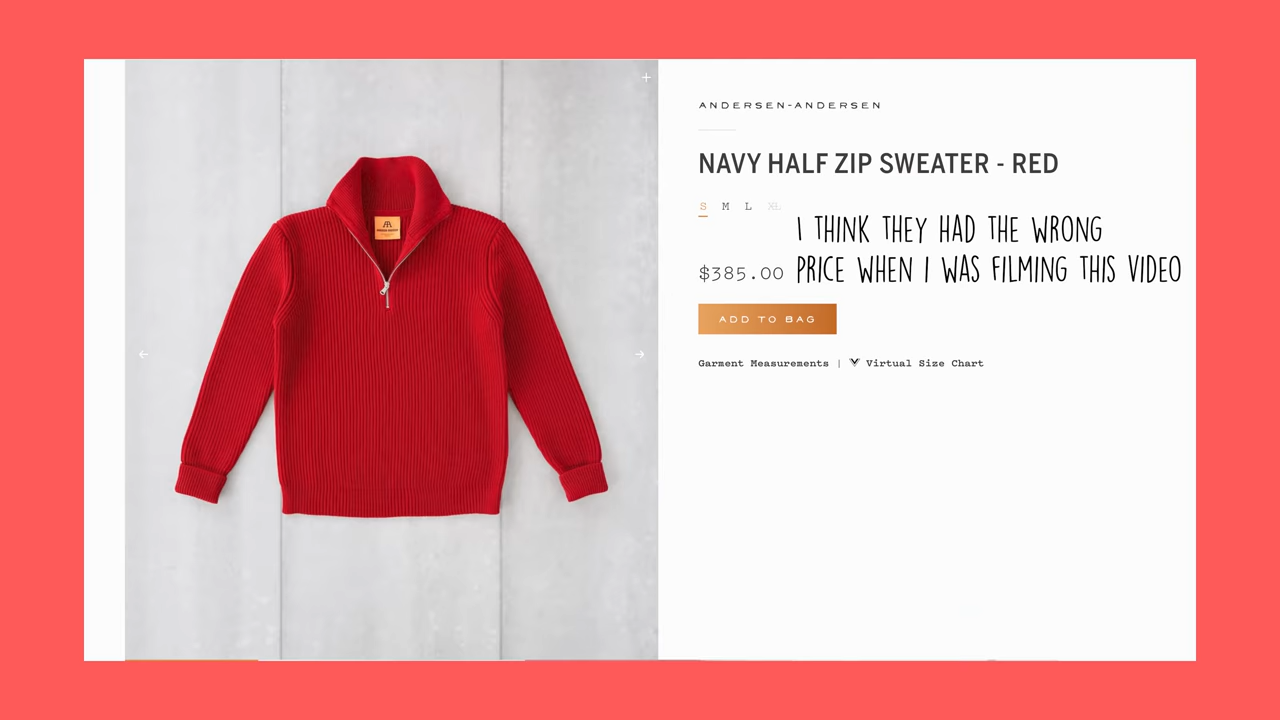 ANDERSEN-ANDERSEN
NAVY HALF ZIP SWEATER - RED
S M L XL
I THINK THEY HAD THE WRONG
$385.00 PRICE WHEN I WAS FILMING THIS VIDEO
ADD TO BAG
Garment Measurements | Virtual Size Chart